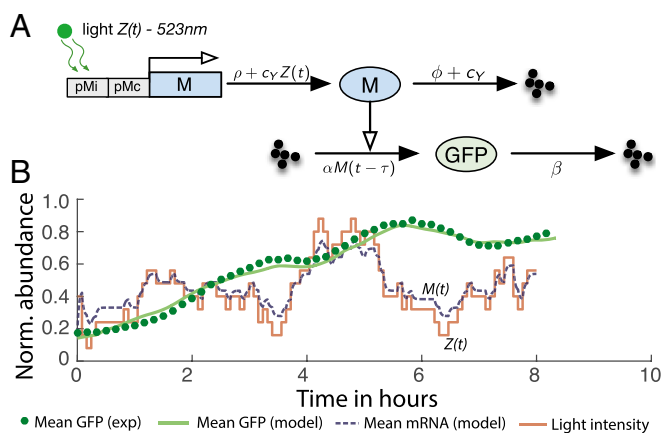 A
light Z(t) - 523nm
pMi pMc M
ρ + c_Y Z(t)
M
ϕ + c_Y
αM(t − τ)
GFP
β
B
Norm. abundance
1.0
0.8
0.6
0.4
0.2
0
M(t)
Z(t)
0 2 4 6 8 10
Time in hours
Mean GFP (exp) Mean GFP (model) Mean mRNA (model) Light intensity